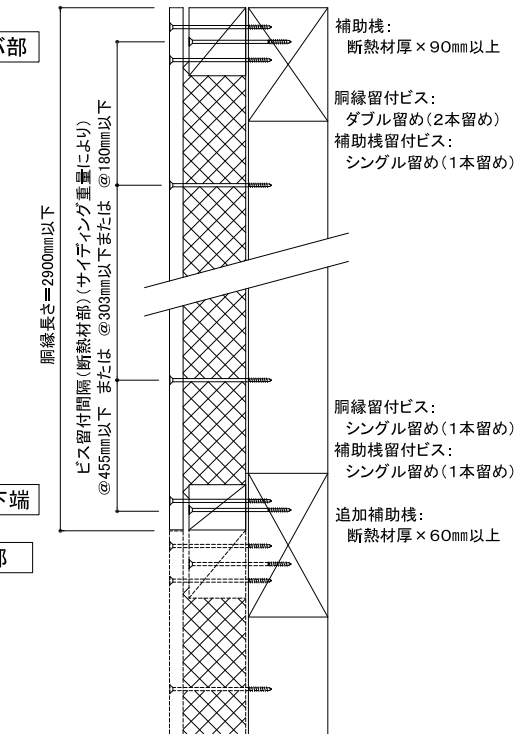 ぶ部
補助桟:
断熱材厚×90mm以上
胴縁留付ビス:
ダブル留め(2本留め)
補助桟留付ビス:
シングル留め(1本留め)
胴縁長さ=2900mm以下
ビス留付間隔(断熱材部)(サイディング重量により)
@455mm以下 または @303mm以下または @180mm以下
胴縁留付ビス:
シングル留め(1本留め)
補助桟留付ビス:
シングル留め(1本留め)
下端
追加補助桟:
断熱材厚×60mm以上
部